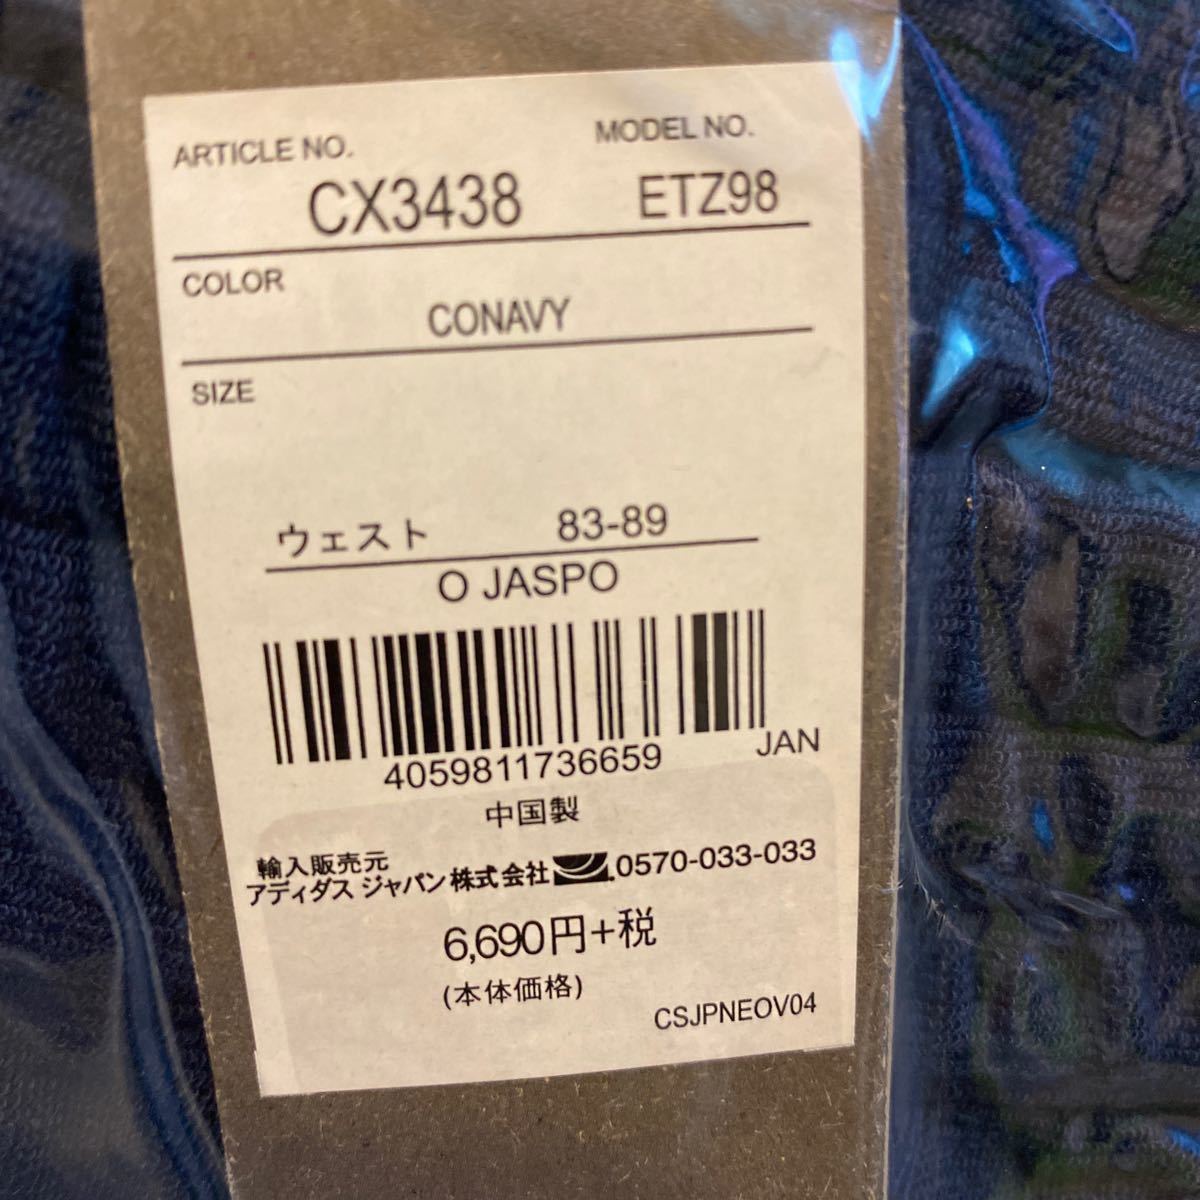 ARTICLE NO. MODEL NO.
CX3438 ETZ98
COLOR
CONAVY
SIZE
ウェスト 83-89
O JASPO
4059811736659 JAN
中国製
輸入販売元
アディダス ジャパン株式会社 .0570-033-033
6,690円+税
(本体価格)
CSJPNEOV04